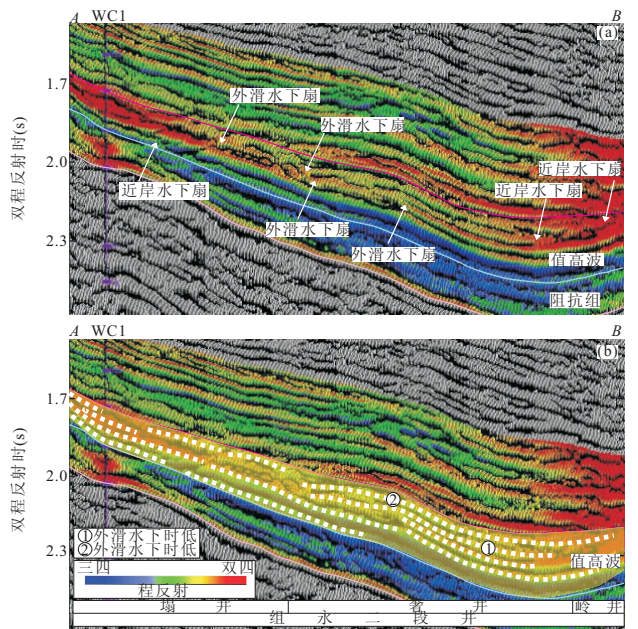 A WC1 B
(a)
1.7
2.0
2.3
双程反射时(s)
外滑水下扇
外滑水下扇
近岸水下扇
近岸水下扇
近岸水下扇
外滑水下扇
外滑水下扇
值高波
阻抗组
A WC1 B
(b)
1.7
2.0
2.3
双程反射时(s)
②
①
①外滑水下时低
②外滑水下时低
值高波
三四 双四
程反射
塌 井 茗 井 岭 井
组 永 二 段 井